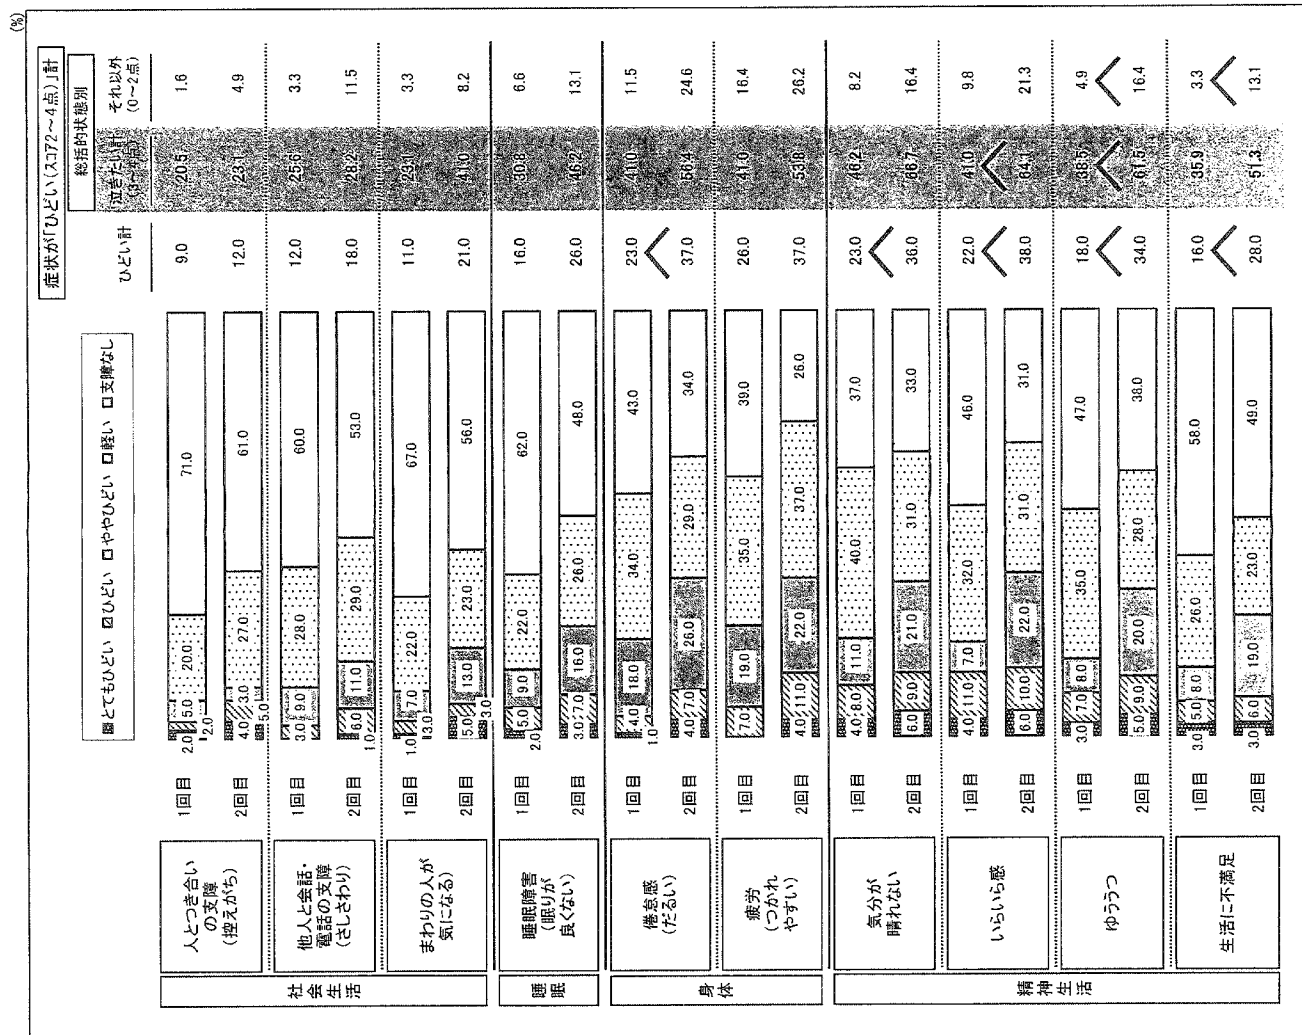 (%)
症状が「ひどい(スコア2～4点)」計
総括的状態別
■とてもひどい ☑ひどい □ややひどい □軽い □支障なし
ひどい計
泣きたい計
(3～4点)
それ以外
(0～2点)
社会生活
人とつき合い
の支障
(控えがち)
1回目 2.0 2.0 5.0 20.0 71.0 9.0 20.5 1.6
2回目 4.0 5.0 3.0 27.0 61.0 12.0 23.1 4.9
他人と会話・
電話の支障
(さしさわり)
1回目 3.0 9.0 28.0 60.0 12.0 25.6 3.3
2回目 1.0 6.0 11.0 29.0 53.0 18.0 28.2 11.5
まわりの人が
気になる)
1回目 1.0 3.0 7.0 22.0 67.0 11.0 23.1 3.3
2回目 3.0 5.0 13.0 23.0 56.0 21.0 41.0 8.2
睡眠
睡眠障害
(眠りが
良くない)
1回目 2.0 5.0 9.0 22.0 62.0 16.0 30.8 6.6
2回目 3.0 7.0 16.0 26.0 48.0 26.0 46.2 13.1
身体
倦怠感
(だるい)
1回目 1.0 4.0 18.0 34.0 43.0 23.0 41.0 11.5
2回目 4.0 7.0 26.0 29.0 34.0 37.0 56.4 24.6
疲労
(つかれ
やすい)
1回目 7.0 19.0 35.0 39.0 26.0 41.0 16.4
2回目 4.0 11.0 22.0 37.0 26.0 37.0 53.8 26.2
精神生活
気分が
晴れない
1回目 4.0 8.0 11.0 40.0 37.0 23.0 46.2 8.2
2回目 6.0 9.0 21.0 31.0 33.0 36.0 66.7 16.4
いらいら感
1回目 4.0 11.0 7.0 32.0 46.0 22.0 41.0 9.8
2回目 6.0 10.0 22.0 31.0 31.0 38.0 64.1 21.3
ゆううつ
1回目 3.0 7.0 8.0 35.0 47.0 18.0 38.5 4.9
2回目 5.0 9.0 20.0 28.0 38.0 34.0 61.5 16.4
生活に不満足
1回目 3.0 5.0 8.0 26.0 58.0 16.0 35.9 3.3
2回目 3.0 6.0 19.0 23.0 49.0 28.0 51.3 13.1